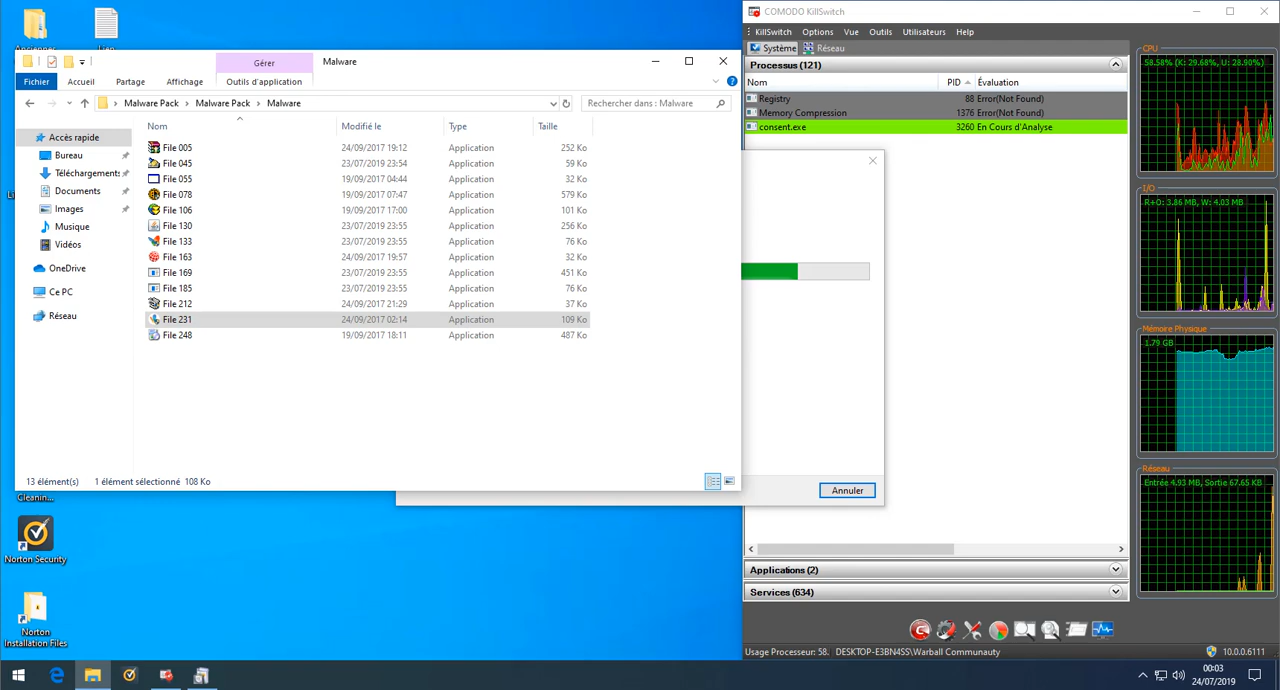 COMODO KillSwitch
KillSwitch Options Vue Outils Utilisateurs Help
Système Réseau
Processus (121)
Nom PID Évaluation
Registry 88 Error(Not Found)
Memory Compression 1376 Error(Not Found)
consent.exe 3260 En Cours d'Analyse
Gérer Malware
Fichier Accueil Partage Affichage Outils d'application
Malware Pack Malware Pack Malware
Rechercher dans : Malware
Accès rapide
Bureau
Téléchargements
Documents
Images
Musique
Vidéos
OneDrive
Ce PC
Réseau
Nom Modifié le Type Taille
File 005 24/09/2017 19:12 Application 252 Ko
File 045 23/07/2019 23:54 Application 59 Ko
File 055 19/09/2017 04:44 Application 32 Ko
File 078 19/09/2017 07:47 Application 579 Ko
File 106 19/09/2017 17:00 Application 101 Ko
File 130 23/07/2019 23:55 Application 256 Ko
File 133 23/07/2019 23:55 Application 76 Ko
File 163 24/09/2017 19:57 Application 32 Ko
File 169 23/07/2019 23:55 Application 451 Ko
File 185 23/07/2019 23:55 Application 76 Ko
File 212 24/09/2017 21:29 Application 37 Ko
File 231 24/09/2017 02:14 Application 109 Ko
File 248 19/09/2017 18:11 Application 487 Ko
13 élément(s) 1 élément sélectionné 108 Ko
Annuler
Cleanin...
Norton Security
Norton
Installation Files
Applications (2)
Services (634)
CPU
58.58% (K: 29.68%, U: 28.90%)
I/O
R+O: 3.86 MB, W: 4.03 MB
Mémoire Physique
1.79 GB
Réseau
Entrée 4.93 MB, Sortie 67.65 KB
Usage Processeur: 58. DESKTOP-E3BN4SS\Warball Communauty 10.0.0.6111
00:03
24/07/2019